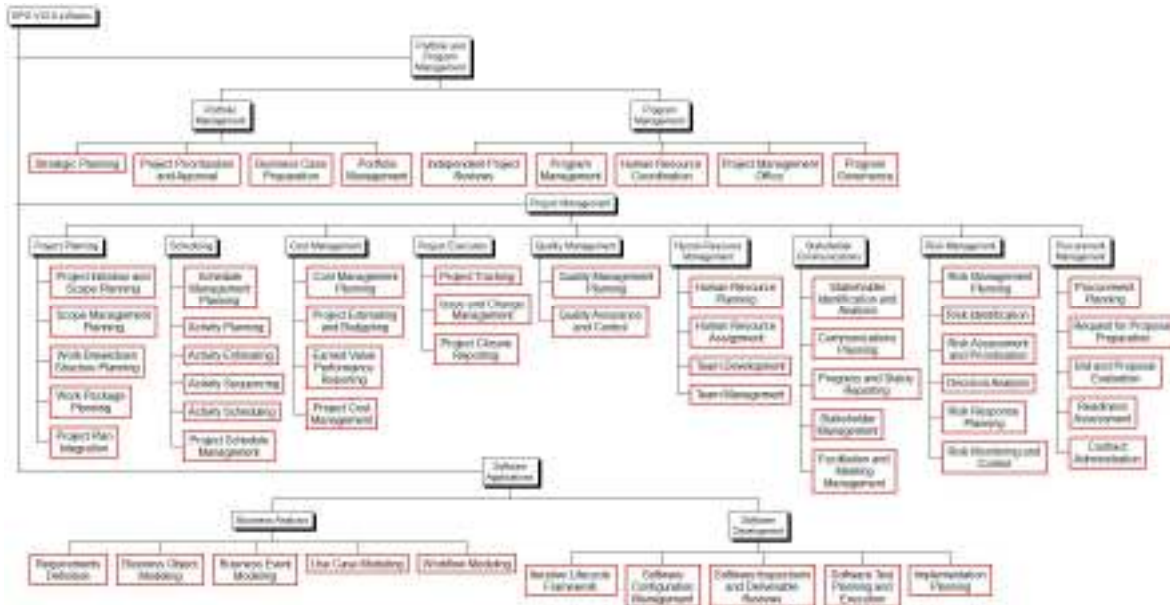 Portfolio and
Program
Management
Portfolio
Management
Program
Management
Strategic Planning
Project Prioritization
and Approval
Business Case
Preparation
Portfolio
Management
Independent Project
Reviews
Program
Management
Human Resource
Coordination
Project Management
Office
Program
Governance
Project Management
Project Planning
Scheduling
Cost Management
Project Execution
Quality Management
Human Resource
Management
Stakeholder
Communications
Risk Management
Procurement
Management
Project Initiation and
Scope Planning
Scope Management
Planning
Work Breakdown
Structure Planning
Work Package
Planning
Project Plan
Integration
Schedule
Management
Planning
Activity Planning
Activity Estimating
Activity Sequencing
Activity Scheduling
Project Schedule
Management
Cost Management
Planning
Project Estimating
and Budgeting
Earned Value
Performance
Reporting
Project Cost
Management
Project Tracking
Issue and Change
Management
Project Closure
Reporting
Quality Management
Planning
Quality Assurance
and Control
Human Resource
Planning
Human Resource
Assignment
Team Development
Team Management
Stakeholder
Identification and
Analysis
Communications
Planning
Progress and Status
Reporting
Stakeholder
Management
Facilitation and
Meeting
Management
Risk Management
Planning
Risk Identification
Risk Assessment
and Prioritization
Decision Analysis
Risk Response
Planning
Risk Monitoring and
Control
Procurement
Planning
Request for Proposal
Preparation
Bid and Proposal
Evaluation
Readiness
Assessment
Contract
Administration
Software
Applications
Business Analysis
Software
Development
Requirements
Definition
Business Object
Modeling
Business Event
Modeling
Use Case Modeling
Workflow Modeling
Iterative Lifecycle
Framework
Software
Configuration
Management
Software Inspections
and Deliverable
Reviews
Software Test
Planning and
Execution
Implementation
Planning